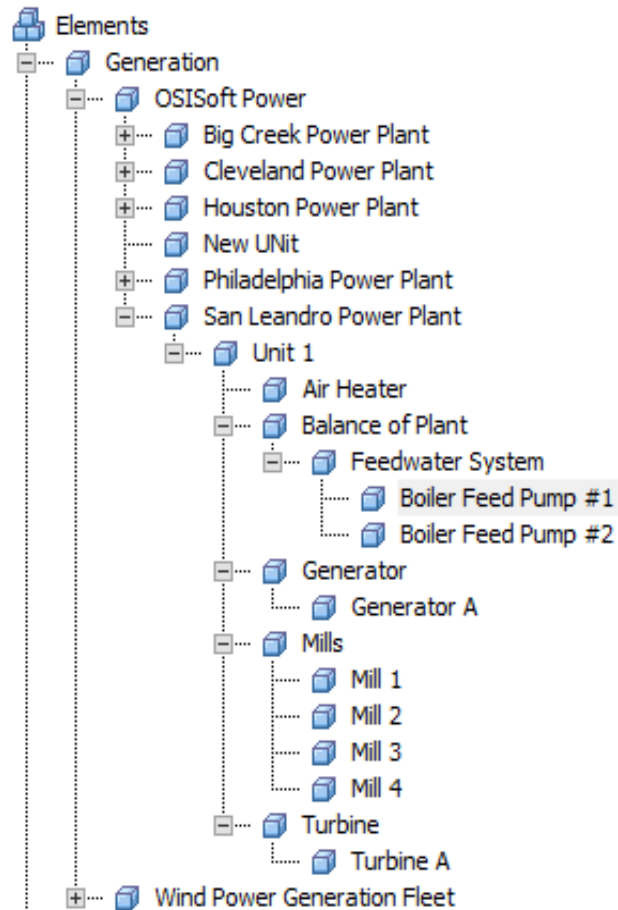 Elements
Generation
OSISoft Power
Big Creek Power Plant
Cleveland Power Plant
Houston Power Plant
New UNit
Philadelphia Power Plant
San Leandro Power Plant
Unit 1
Air Heater
Balance of Plant
Feedwater System
Boiler Feed Pump #1
Boiler Feed Pump #2
Generator
Generator A
Mills
Mill 1
Mill 2
Mill 3
Mill 4
Turbine
Turbine A
Wind Power Generation Fleet